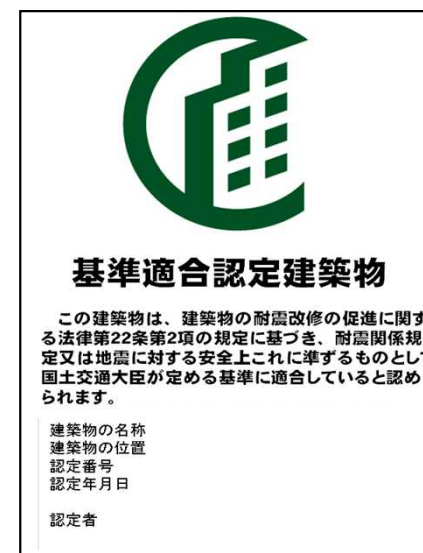 基準適合認定建築物
この建築物は、建築物の耐震改修の促進に関す
る法律第22条第2項の規定に基づき、耐震関係規
定又は地震に対する安全上これに準ずるものとして
国土交通大臣が定める基準に適合していると認め
られます。
建築物の名称
建築物の位置
認定番号
認定年月日
認定者